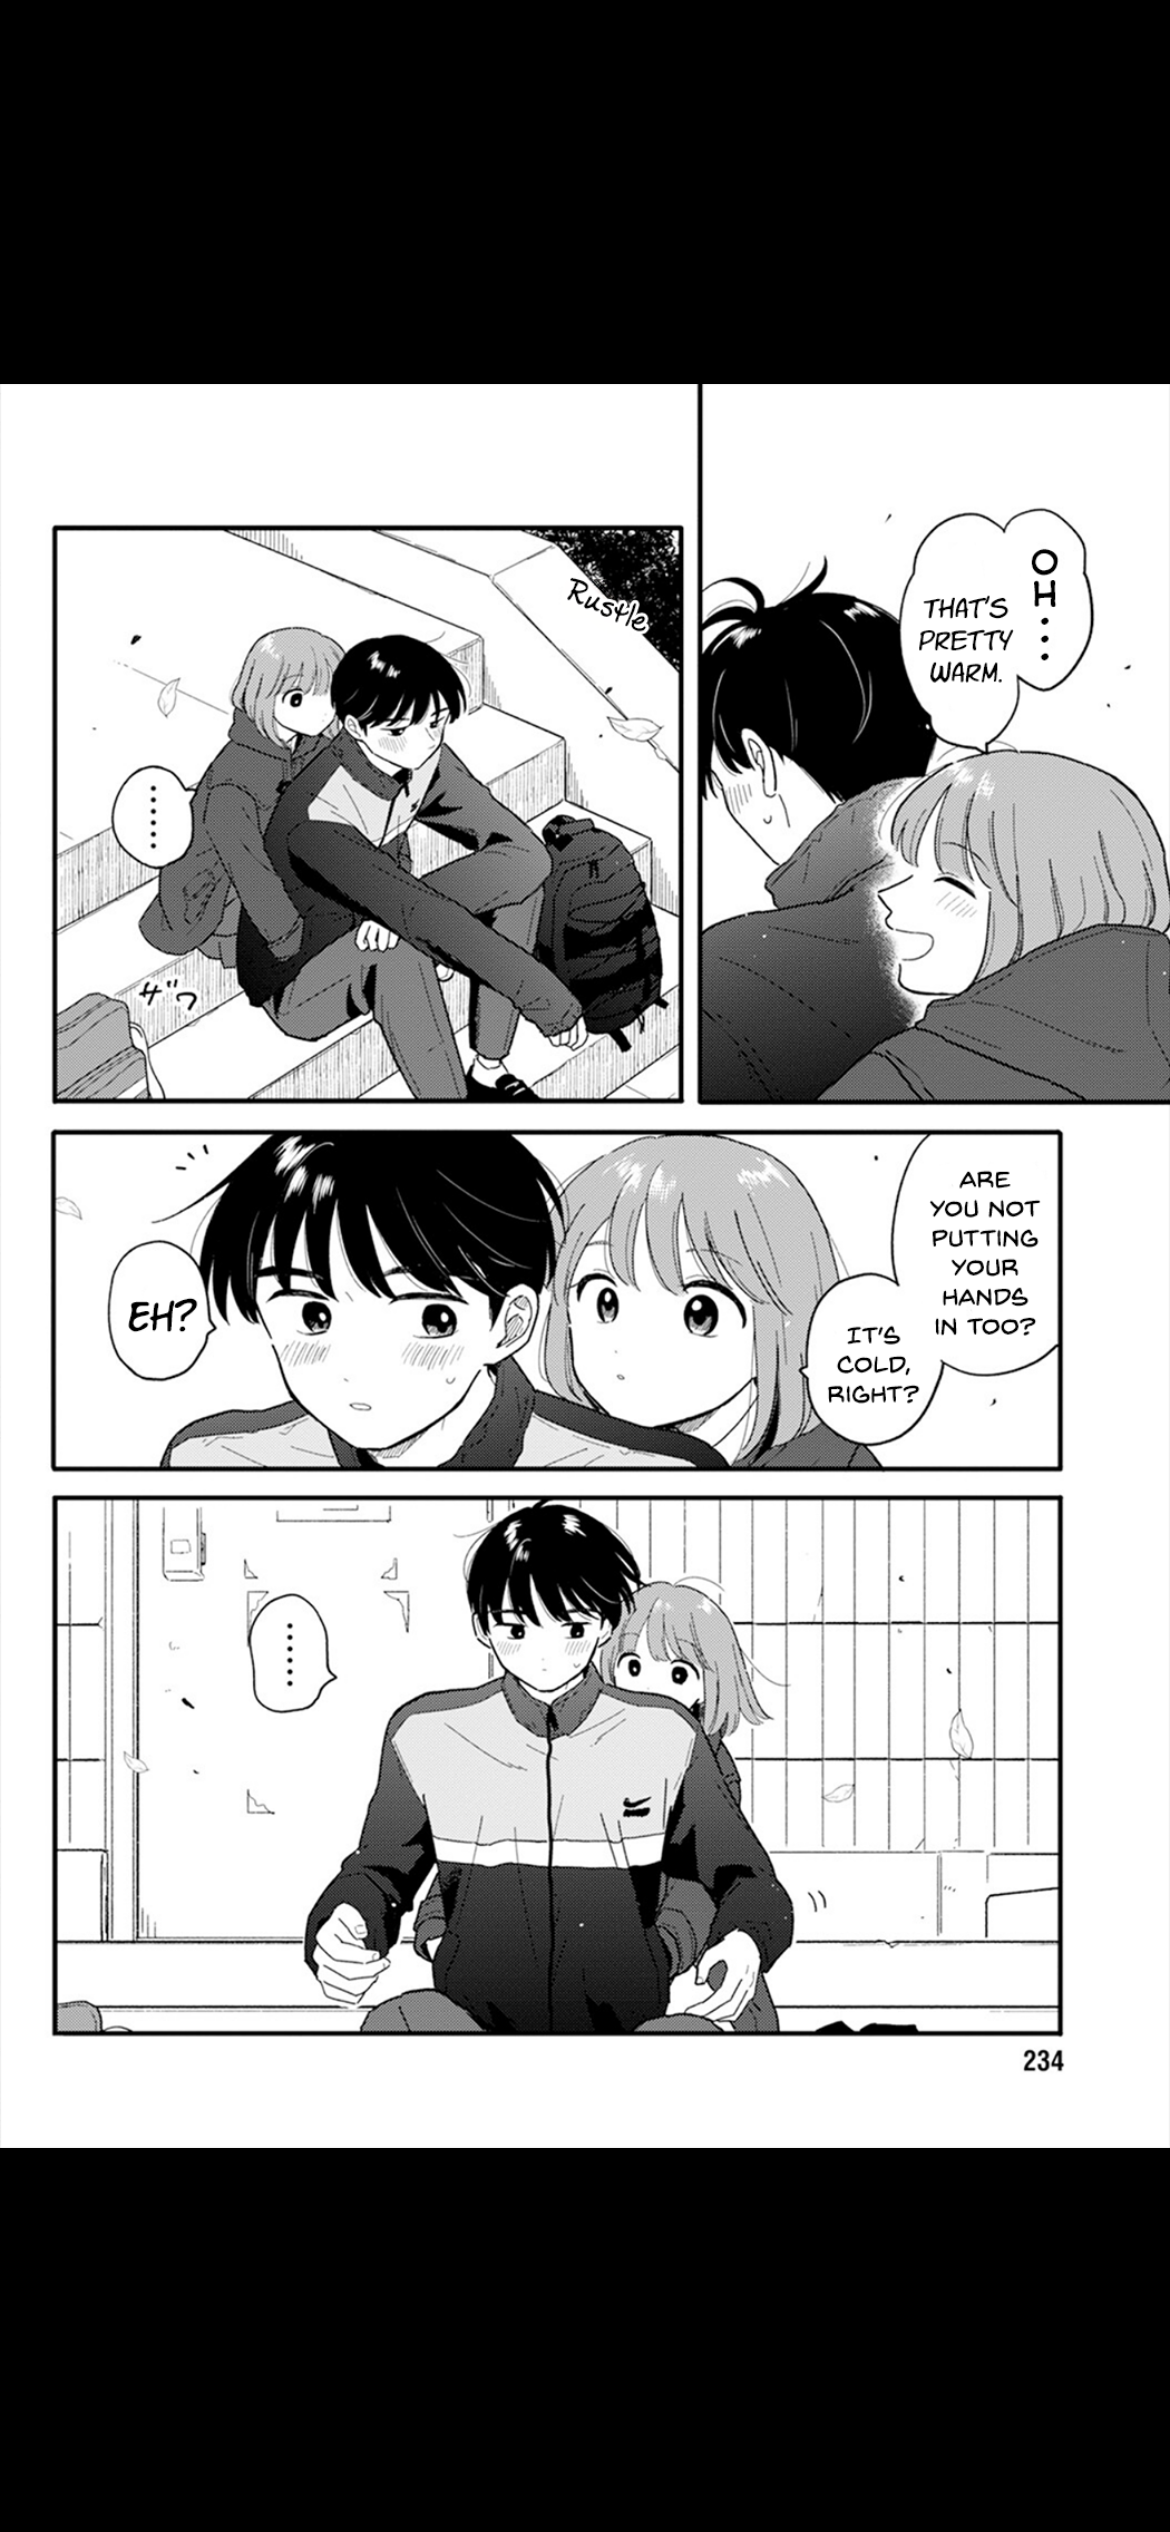 OH...
THAT'S
PRETTY
WARM.
Rustle
......
ザワ
ARE
YOU NOT
PUTTING
YOUR
HANDS
IN TOO?
IT'S
COLD,
RIGHT?
EH?
......
234